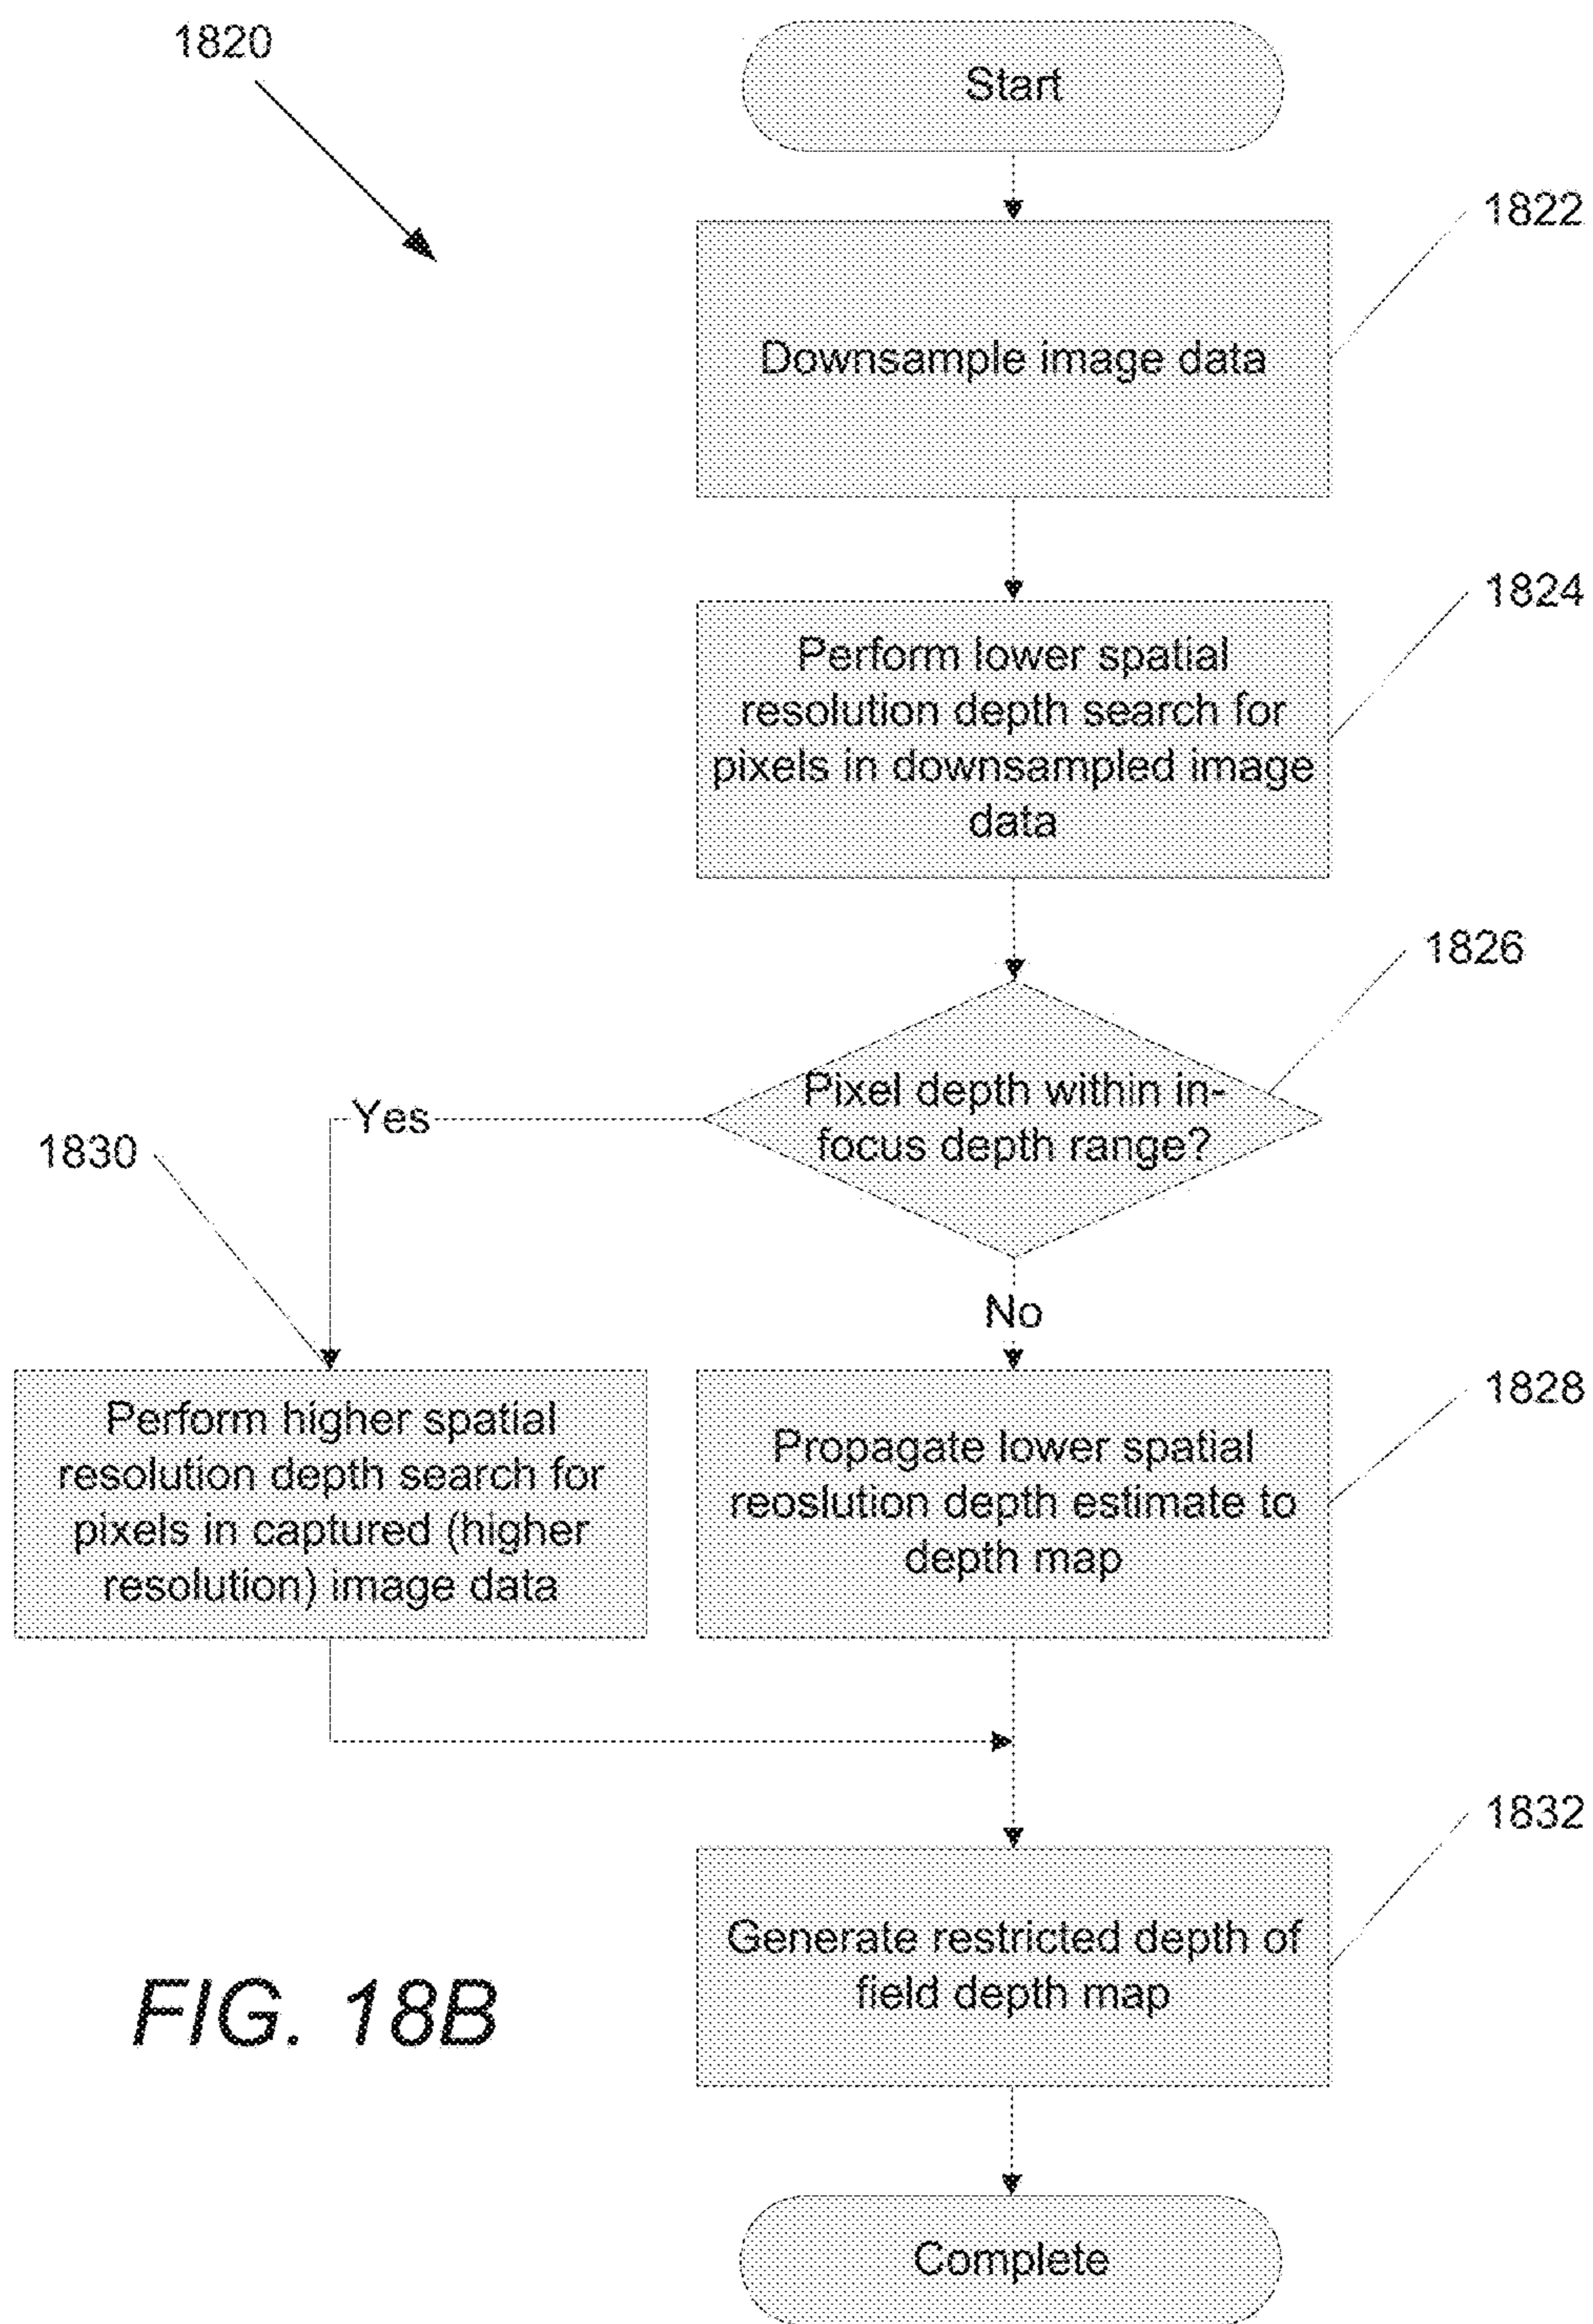 1820
Start
1822
Downsample image data
1824
Perform lower spatial
resolution depth search for
pixels in downsampled image
data
1826
Pixel depth within in-
focus depth range?
Yes
1830
No
Perform higher spatial
resolution depth search for
pixels in captured (higher
resolution) image data
1828
Propagate lower spatial
reoslution depth estimate to
depth map
1832
Generate restricted depth of
field depth map
FIG. 18B
Complete